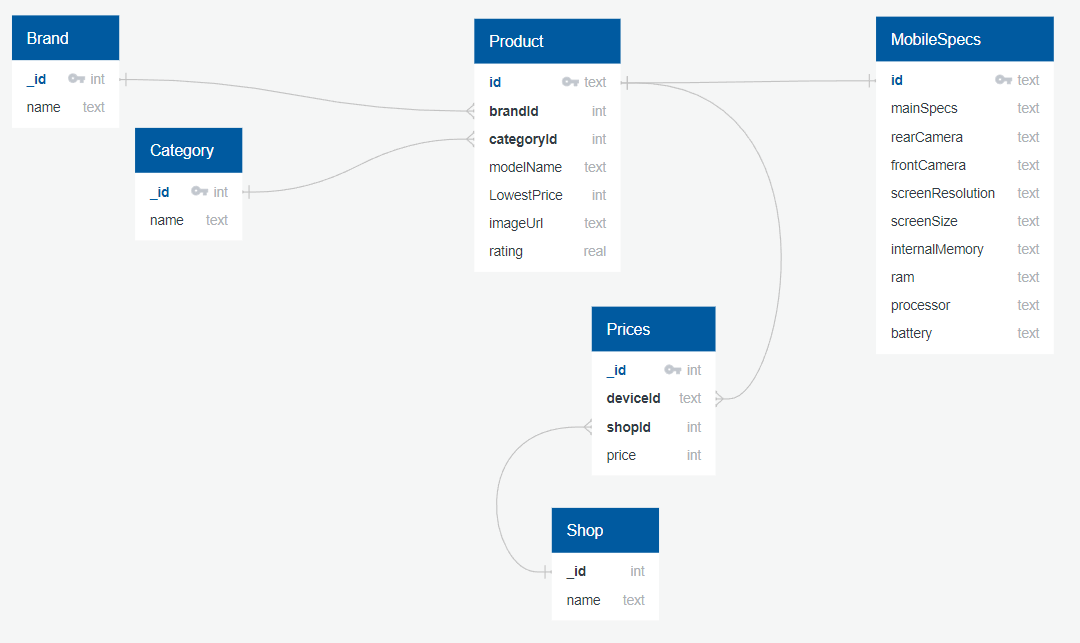 Brand
_id int
name text
Category
_id int
name text
Product
id text
brandId int
categoryId int
modelName text
LowestPrice int
imageUrl text
rating real
MobileSpecs
id text
mainSpecs text
rearCamera text
frontCamera text
screenResolution text
screenSize text
internalMemory text
ram text
processor text
battery text
Prices
_id int
deviceId text
shopId int
price int
Shop
_id int
name text